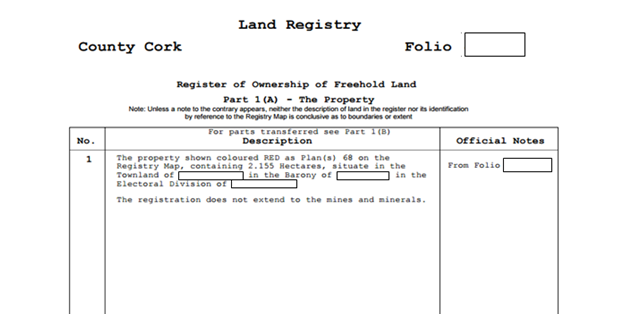 Land Registry
County Cork Folio
Register of Ownership of Freehold Land
Part 1(A) - The Property
Note: Unless a note to the contrary appears, neither the description of land in the register nor its identification
by reference to the Registry Map is conclusive as to boundaries or extent
For parts transferred see Part 1(B)
No. Description Official Notes
1 The property shown coloured RED as Plan(s) 68 on the
Registry Map, containing 2.155 Hectares, situate in the
Townland of in the Barony of in the
Electoral Division of
From Folio
The registration does not extend to the mines and minerals.